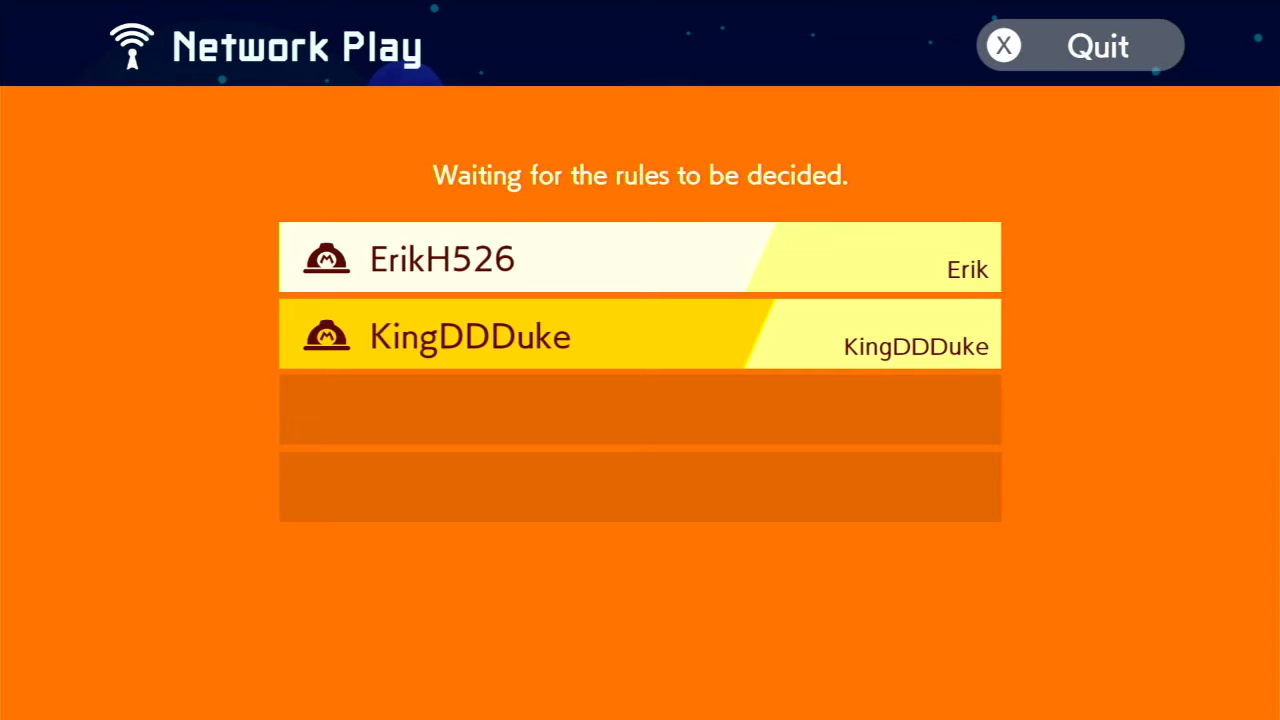 Network Play
X Quit
Waiting for the rules to be decided.
M ErikH526 Erik
M KingDDDuke KingDDDuke